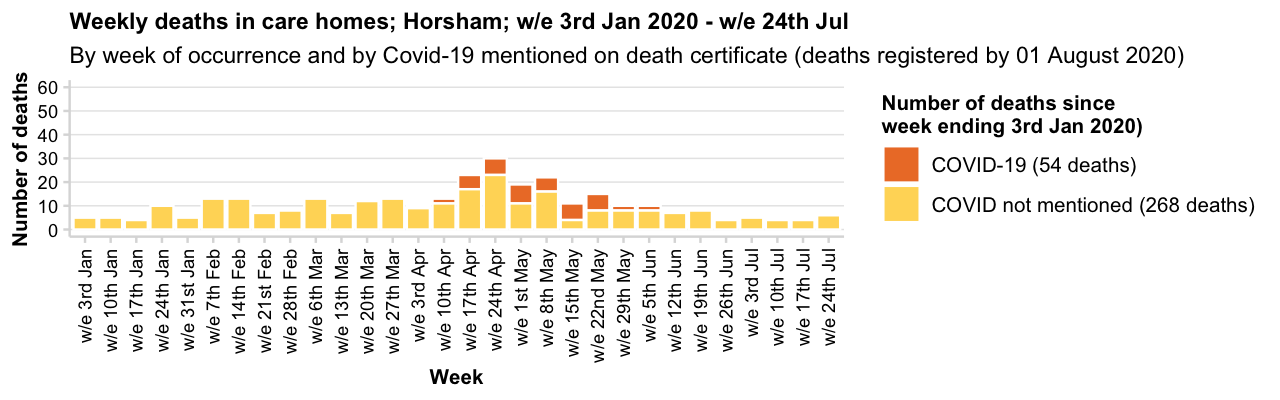 Weekly deaths in care homes; Horsham; w/e 3rd Jan 2020 - w/e 24th Jul
By week of occurrence and by Covid-19 mentioned on death certificate (deaths registered by 01 August 2020)
Number of deaths
60
50
40
30
20
10
0
w/e 3rd Jan
w/e 10th Jan
w/e 17th Jan
w/e 24th Jan
w/e 31st Jan
w/e 7th Feb
w/e 14th Feb
w/e 21st Feb
w/e 28th Feb
w/e 6th Mar
w/e 13th Mar
w/e 20th Mar
w/e 27th Mar
w/e 3rd Apr
w/e 10th Apr
w/e 17th Apr
w/e 24th Apr
w/e 1st May
w/e 8th May
w/e 15th May
w/e 22nd May
w/e 29th May
w/e 5th Jun
w/e 12th Jun
w/e 19th Jun
w/e 26th Jun
w/e 3rd Jul
w/e 10th Jul
w/e 17th Jul
w/e 24th Jul
Week
Number of deaths since
week ending 3rd Jan 2020)
COVID-19 (54 deaths)
COVID not mentioned (268 deaths)